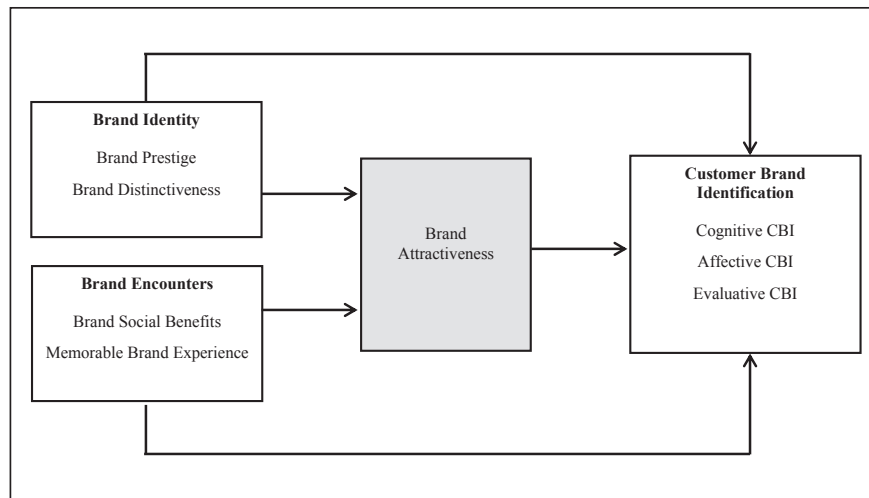 Brand Identity
Brand Prestige
Brand Distinctiveness
Brand Encounters
Brand Social Benefits
Memorable Brand Experience
Brand
Attractiveness
Customer Brand
Identification
Cognitive CBI
Affective CBI
Evaluative CBI